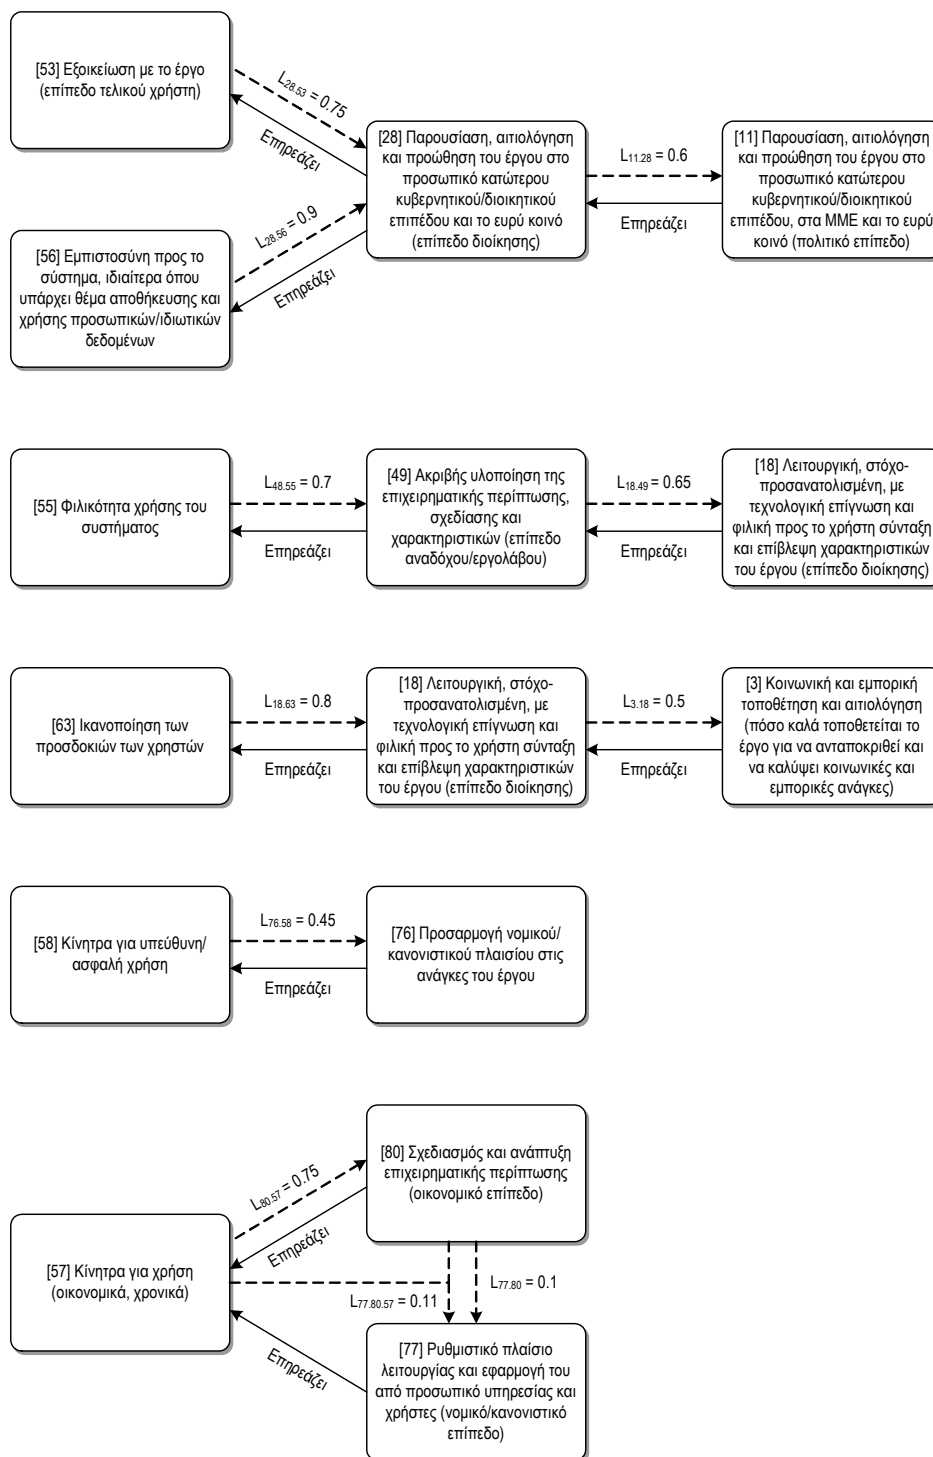 [53] Εξοικείωση με το έργο
(επίπεδο τελικού χρήστη)
L28.53 = 0.75
Επηρεάζει
[28] Παρουσίαση, αιτιολόγηση
και προώθηση του έργου στο
προσωπικό κατώτερου
κυβερνητικού/διοικητικού
επιπέδου και το ευρύ κοινό
(επίπεδο διοίκησης)
L11.28 = 0.6
Επηρεάζει
[11] Παρουσίαση, αιτιολόγηση
και προώθηση του έργου στο
προσωπικό κατώτερου
κυβερνητικού/διοικητικού
επιπέδου, στα ΜΜΕ και το ευρύ
κοινό (πολιτικό επίπεδο)
L28.56 = 0.9
Επηρεάζει
[56] Εμπιστοσύνη προς το
σύστημα, ιδιαίτερα όπου
υπάρχει θέμα αποθήκευσης και
χρήσης προσωπικών/ιδιωτικών
δεδομένων
[55] Φιλικότητα χρήσης του
συστήματος
L48.55 = 0.7
Επηρεάζει
[49] Ακριβής υλοποίηση της
επιχειρηματικής περίπτωσης,
σχεδίασης και
χαρακτηριστικών (επίπεδο
αναδόχου/εργολάβου)
L18.49 = 0.65
Επηρεάζει
[18] Λειτουργική, στόχο-
προσανατολισμένη, με
τεχνολογική επίγνωση και
φιλική προς το χρήστη σύνταξη
και επίβλεψη χαρακτηριστικών
του έργου (επίπεδο διοίκησης)
[63] Ικανοποίηση των
προσδοκιών των χρηστών
L18.63 = 0.8
Επηρεάζει
[18] Λειτουργική, στόχο-
προσανατολισμένη, με
τεχνολογική επίγνωση και
φιλική προς το χρήστη σύνταξη
και επίβλεψη χαρακτηριστικών
του έργου (επίπεδο διοίκησης)
L3.18 = 0.5
Επηρεάζει
[3] Κοινωνική και εμπορική
τοποθέτηση και αιτιολόγηση
(πόσο καλά τοποθετείται το
έργο για να ανταποκριθεί και
να καλύψει κοινωνικές και
εμπορικές ανάγκες)
[58] Κίνητρα για υπεύθυνη/
ασφαλή χρήση
L76.58 = 0.45
Επηρεάζει
[76] Προσαρμογή νομικού/
κανονιστικού πλαισίου στις
ανάγκες του έργου
[80] Σχεδιασμός και ανάπτυξη
επιχειρηματικής περίπτωσης
(οικονομικό επίπεδο)
L80.57 = 0.75
Επηρεάζει
[57] Κίνητρα για χρήση
(οικονομικά, χρονικά)
L77.80.57 = 0.11
L77.80 = 0.1
Επηρεάζει
[77] Ρυθμιστικό πλαίσιο
λειτουργίας και εφαρμογή του
από προσωπικό υπηρεσίας και
χρήστες (νομικό/κανονιστικό
επίπεδο)